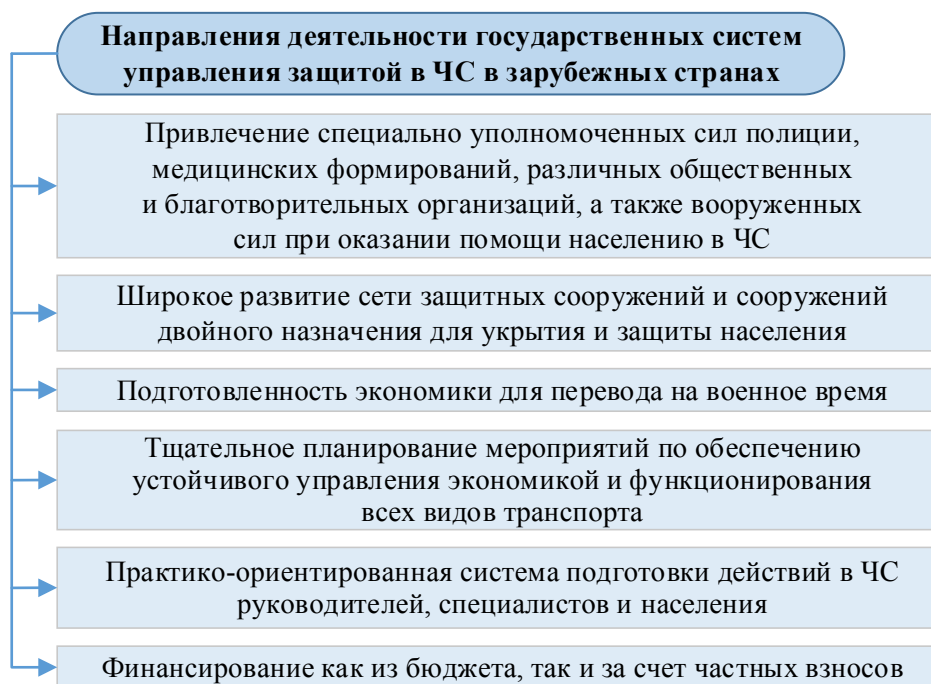 Направления деятельности государственных систем
управления защитой в ЧС в зарубежных странах
Привлечение специально уполномоченных сил полиции,
медицинских формирований, различных общественных
и благотворительных организаций, а также вооруженных
сил при оказании помощи населению в ЧС
Широкое развитие сети защитных сооружений и сооружений
двойного назначения для укрытия и защиты населения
Подготовленность экономики для перевода на военное время
Тщательное планирование мероприятий по обеспечению
устойчивого управления экономикой и функционирования
всех видов транспорта
Практико-ориентированная система подготовки действий в ЧС
руководителей, специалистов и населения
Финансирование как из бюджета, так и за счет частных взносов